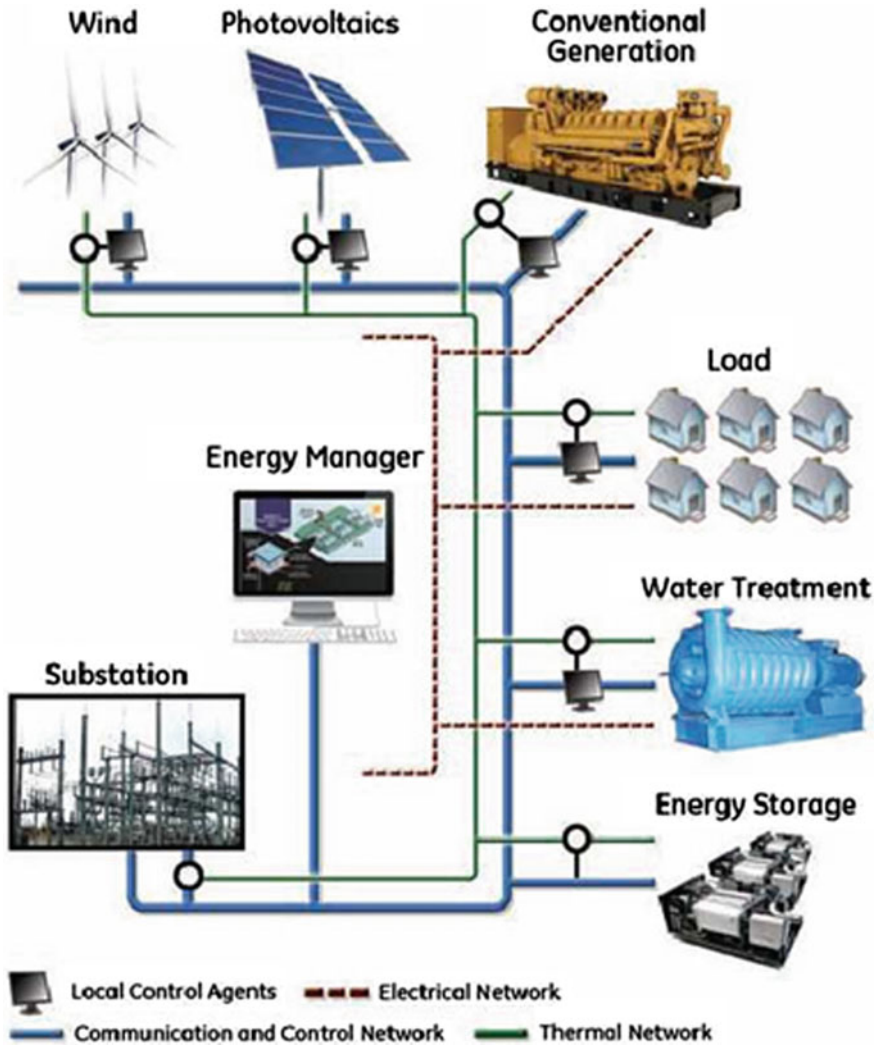 Wind
Photovoltaics
Conventional
Generation
Load
Energy Manager
Water Treatment
Substation
Energy Storage
Local Control Agents
Electrical Network
Communication and Control Network
Thermal Network